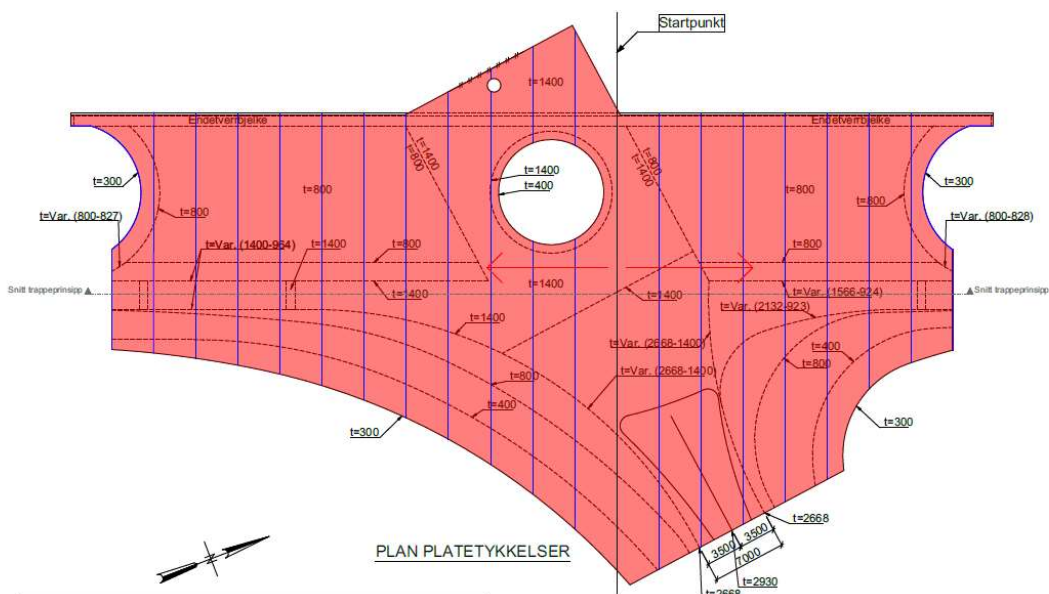 Startpunkt
t=1400
Endetverrbjelke
Endetverrbjelke
t=1400
t=800
t=800
t=1400
t=1400
t=400
t=300
t=800
t=800
t=300
t=800
t=800
t=Var. (800-827)
t=Var. (800-828)
t=Var. (1400-964)
t=1400
t=800
t=800
Snitt trappeprinsipp
t=1400
t=1400
t=1400
t=Var. (1566-924)
Snitt trappeprinsipp
t=Var. (2132-923)
t=1400
t=Var. (2668-1400)
t=400
t=800
t=Var. (2668-1400)
t=800
t=400
t=300
t=300
t=2668
3500
3500
7000
PLAN PLATETYKKELSER
t=2930
t=2668